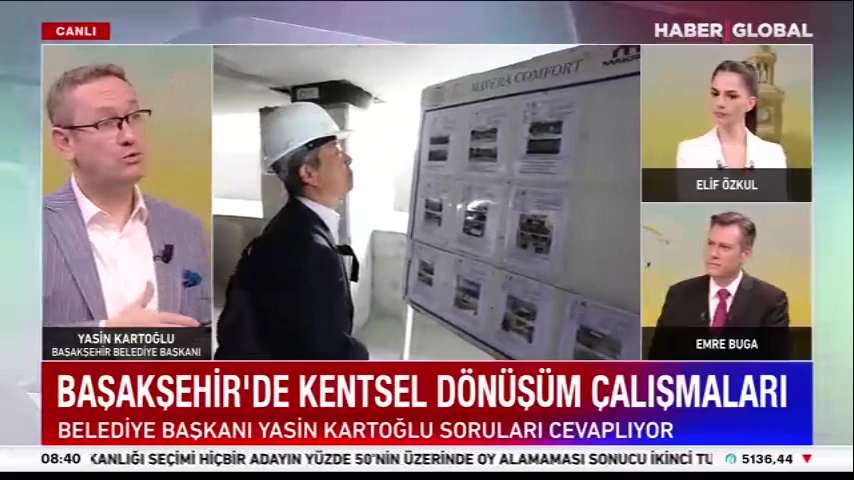 CANLI
HABER GLOBAL
MAVERA COMFORT
ELİF ÖZKUL
YASİN KARTOĞLU
BAŞAKŞEHİR BELEDİYE BAŞKANI
EMRE BUGA
BAŞAKŞEHİR'DE KENTSEL DÖNÜŞÜM ÇALIŞMALARI
BELEDİYE BAŞKANI YASİN KARTOĞLU SORULARI CEVAPLIYOR
08:40 KANLIĞI SEÇİMİ HİÇBİR ADAYIN YÜZDE 50'NİN ÜZERİNDE OY ALAMAMASI SONUCU İKİNCİ TU 5136,44